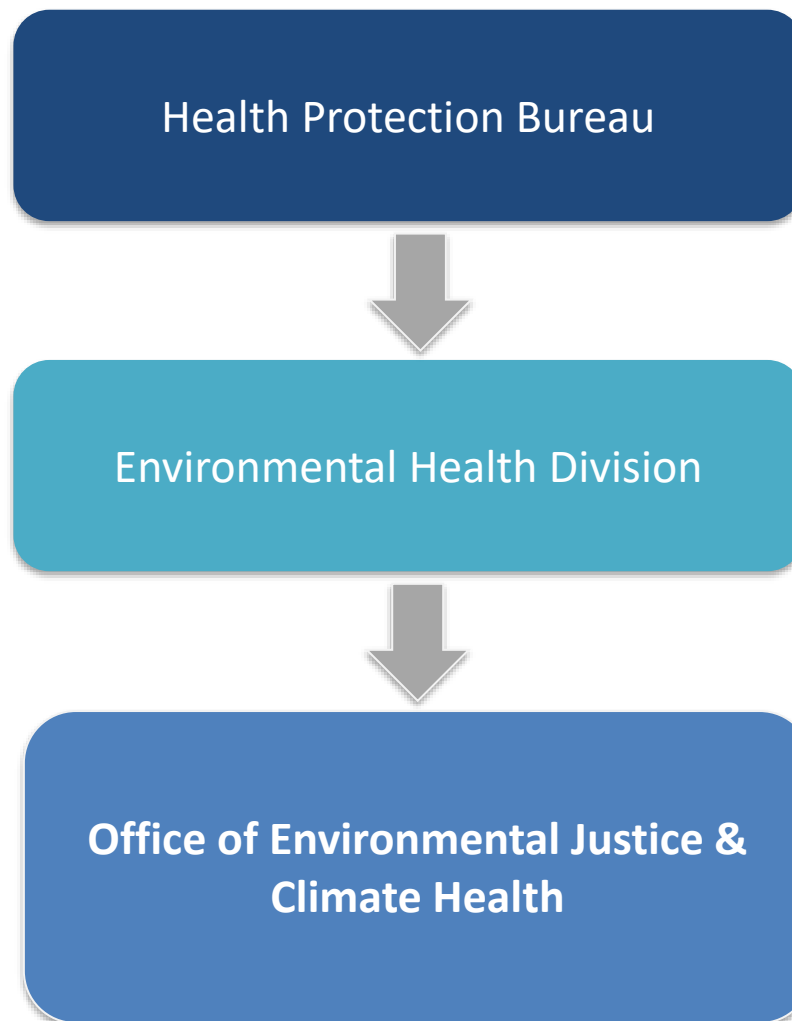 Health Protection Bureau
Environmental Health Division
Office of Environmental Justice &
Climate Health